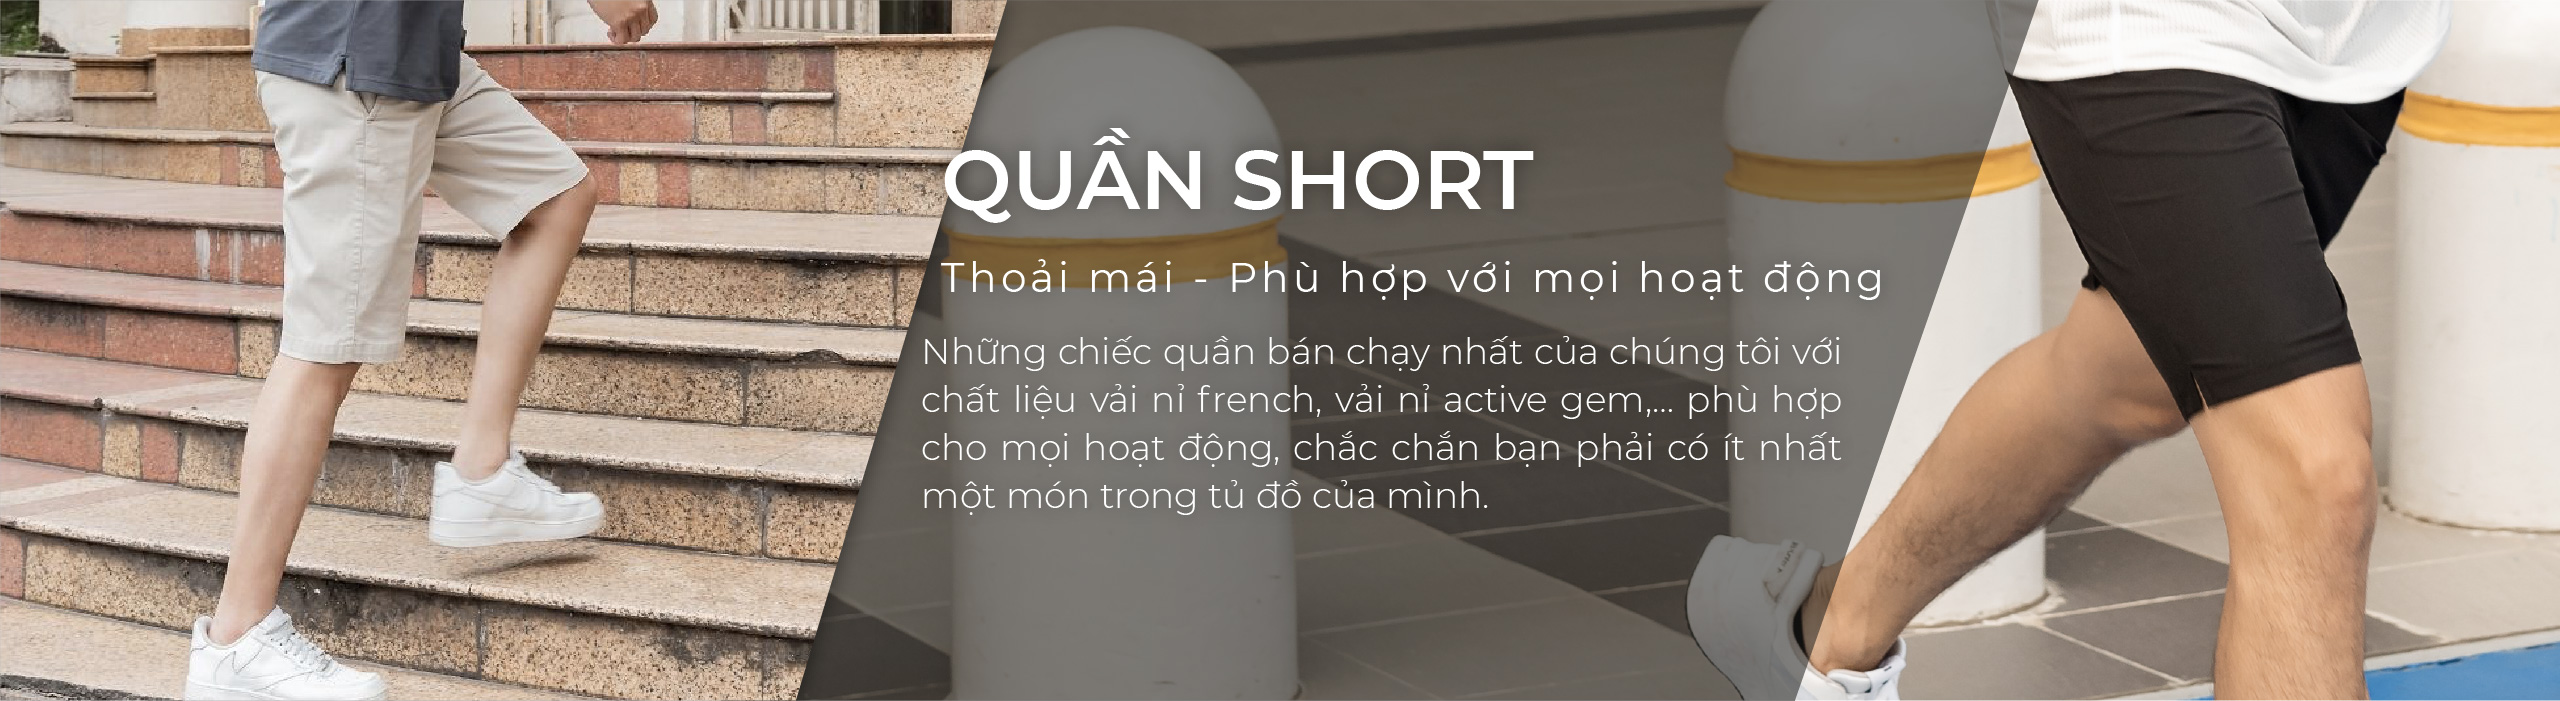 QUẦN SHORT
Thoải mái - Phù hợp với mọi hoạt động
Những chiếc quần bán chạy nhất của chúng tôi với
chất liệu vải nỉ french, vải nỉ active gem,... phù hợp
cho mọi hoạt động, chắc chắn bạn phải có ít nhất
một món trong tủ đồ của mình.